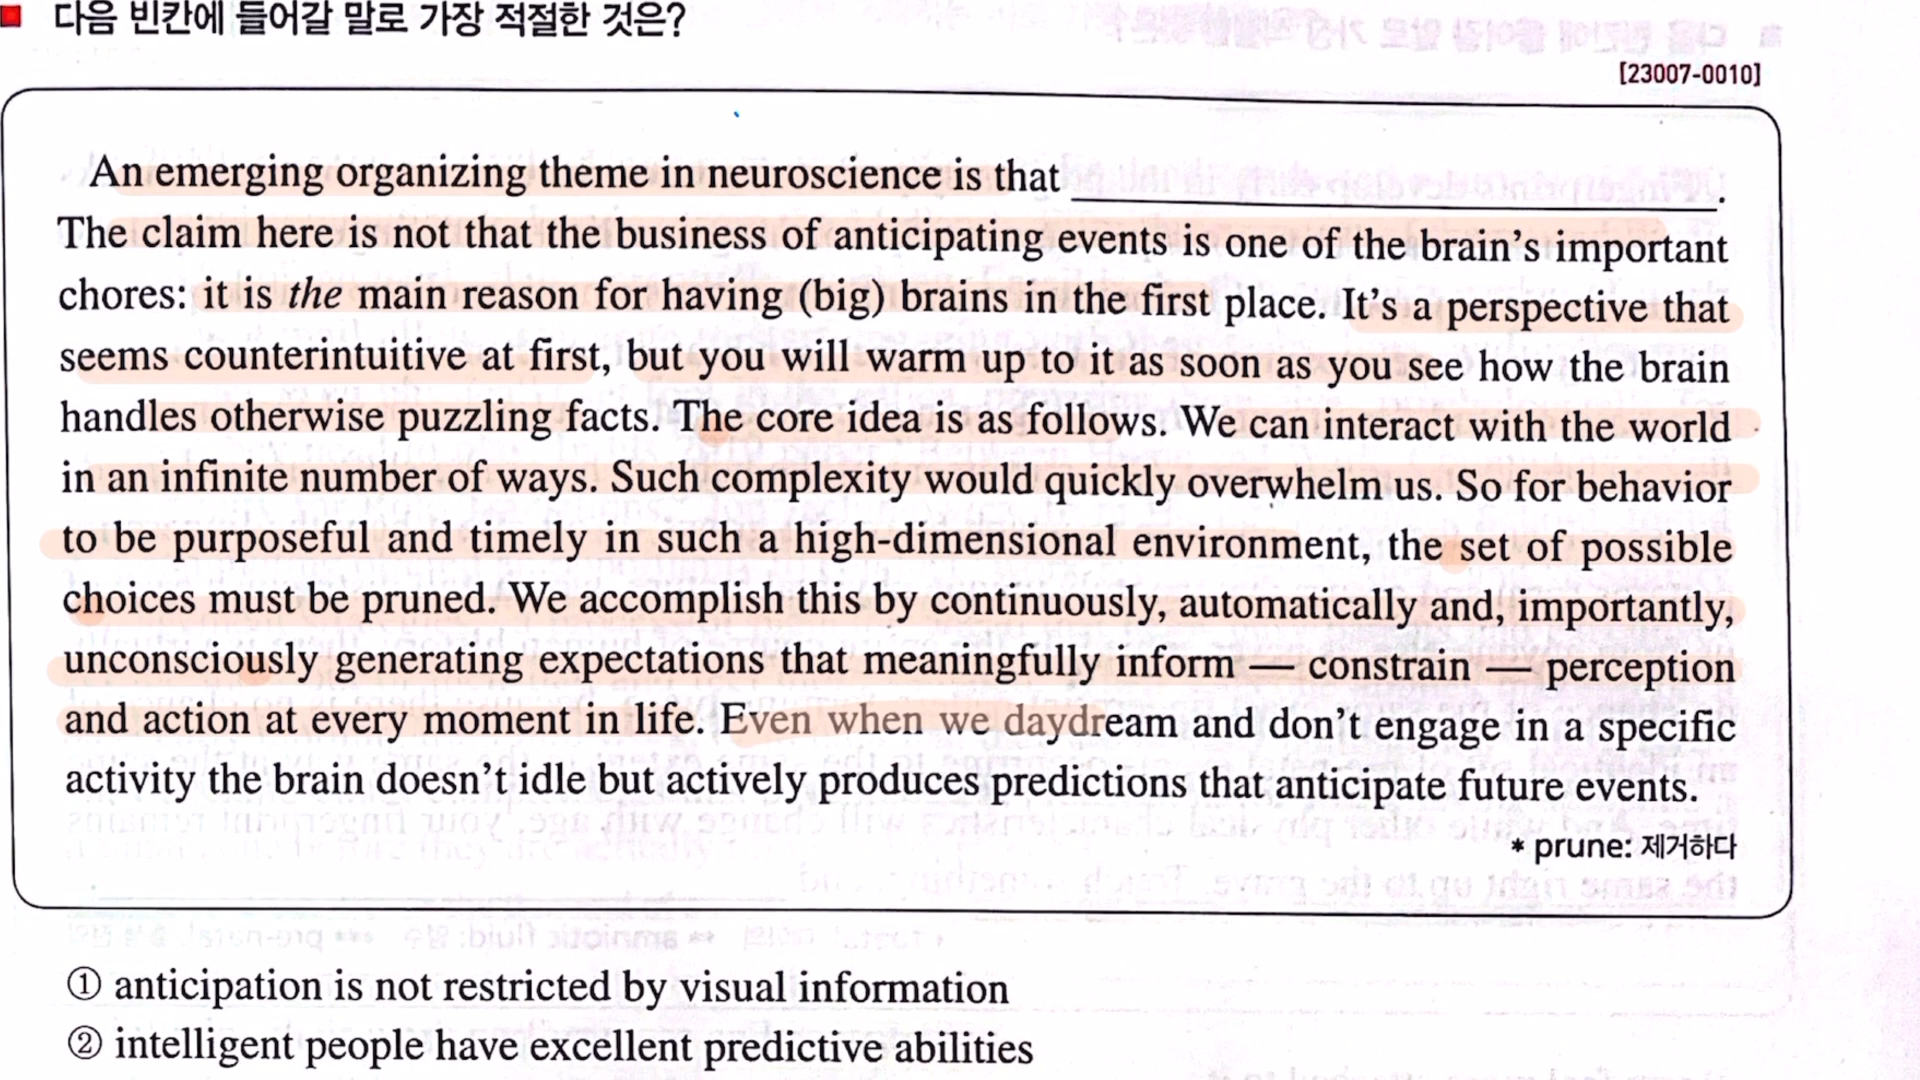 다음 빈칸에 들어갈 말로 가장 적절한 것은?
[23007-0010]
An emerging organizing theme in neuroscience is that ____________.
The claim here is not that the business of anticipating events is one of the brain's important
chores: it is the main reason for having (big) brains in the first place. It's a perspective that
seems counterintuitive at first, but you will warm up to it as soon as you see how the brain
handles otherwise puzzling facts. The core idea is as follows. We can interact with the world
in an infinite number of ways. Such complexity would quickly overwhelm us. So for behavior
to be purposeful and timely in such a high-dimensional environment, the set of possible
choices must be pruned. We accomplish this by continuously, automatically and, importantly,
unconsciously generating expectations that meaningfully inform — constrain — perception
and action at every moment in life. Even when we daydream and don't engage in a specific
activity the brain doesn't idle but actively produces predictions that anticipate future events.
* prune: 제거하다
① anticipation is not restricted by visual information
② intelligent people have excellent predictive abilities